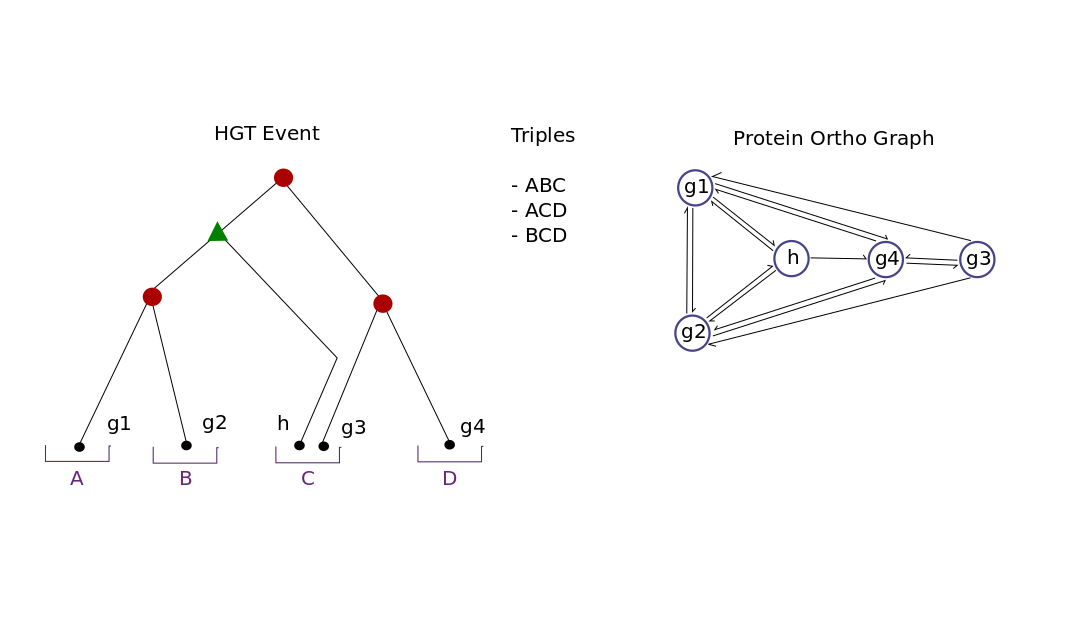 HGT Event
g1
g2
h
g3
g4
A
B
C
D
Triples
- ABC
- ACD
- BCD
Protein Ortho Graph
g1
h
g4
g3
g2